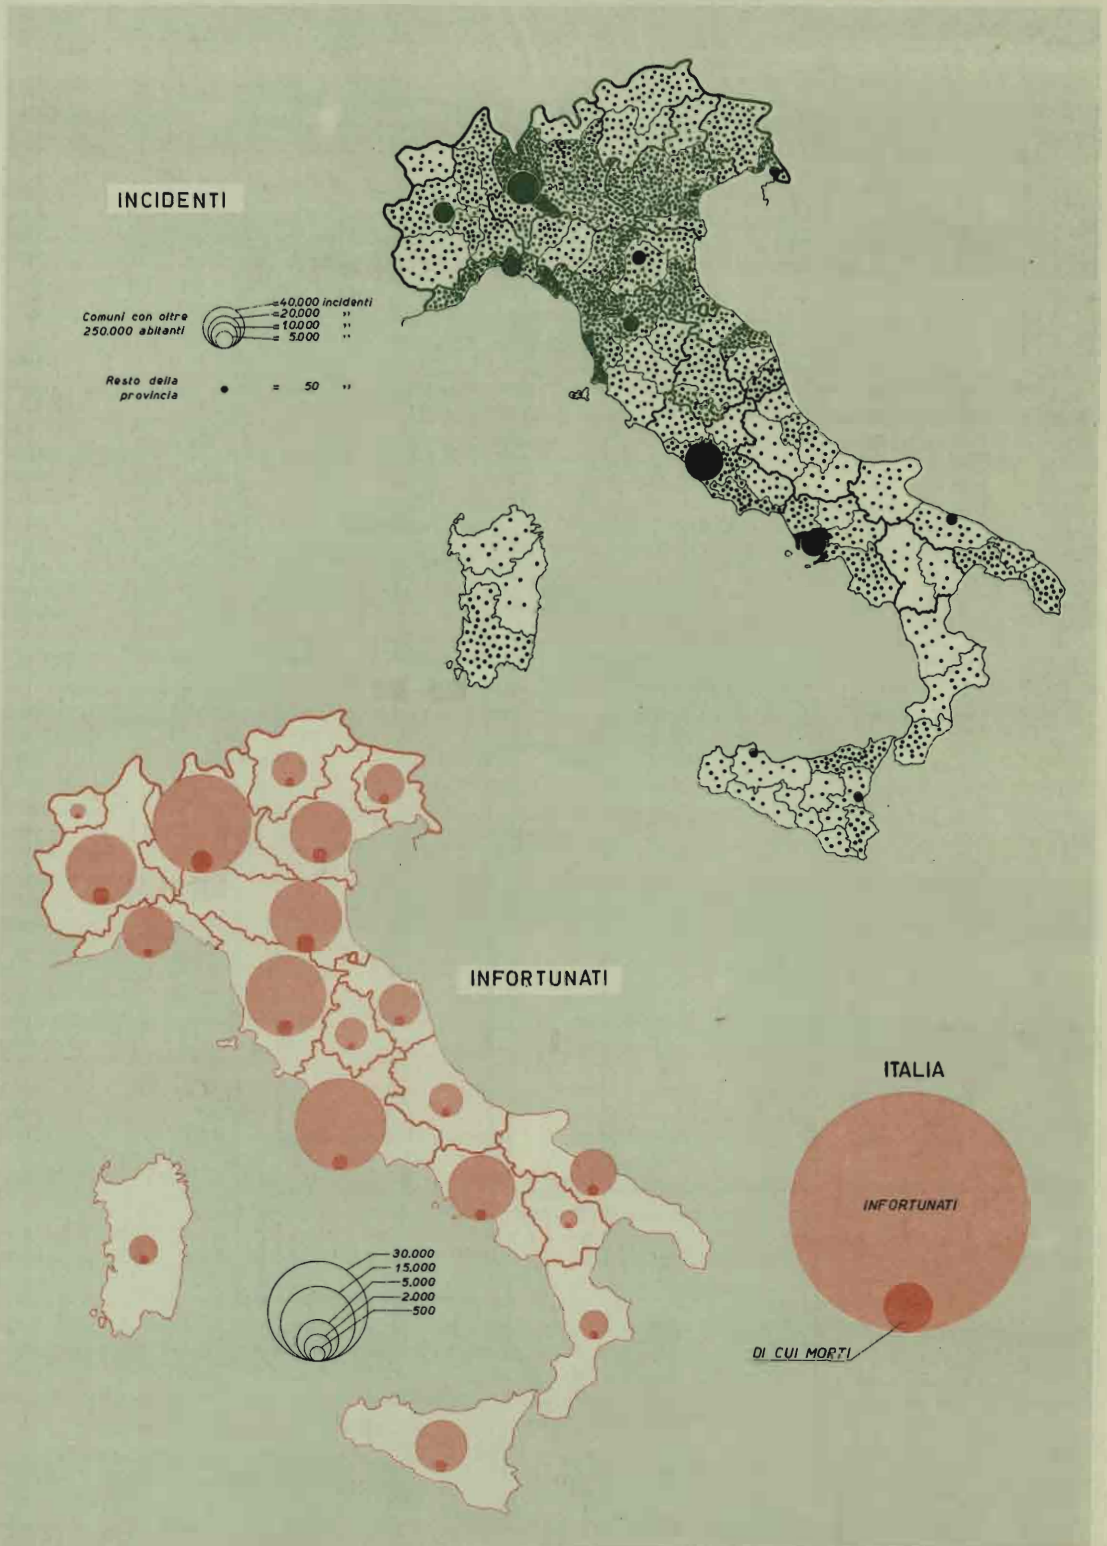 INCIDENTI
Comuni con oltre
250.000 abitanti
=40.000 incidenti
=20.000 "
=10.000 "
= 5.000 "
Resto della
provincia
= 50 "
INFORTUNATI
ITALIA
INFORTUNATI
DI CUI MORTI
30.000
15.000
5.000
2.000
500